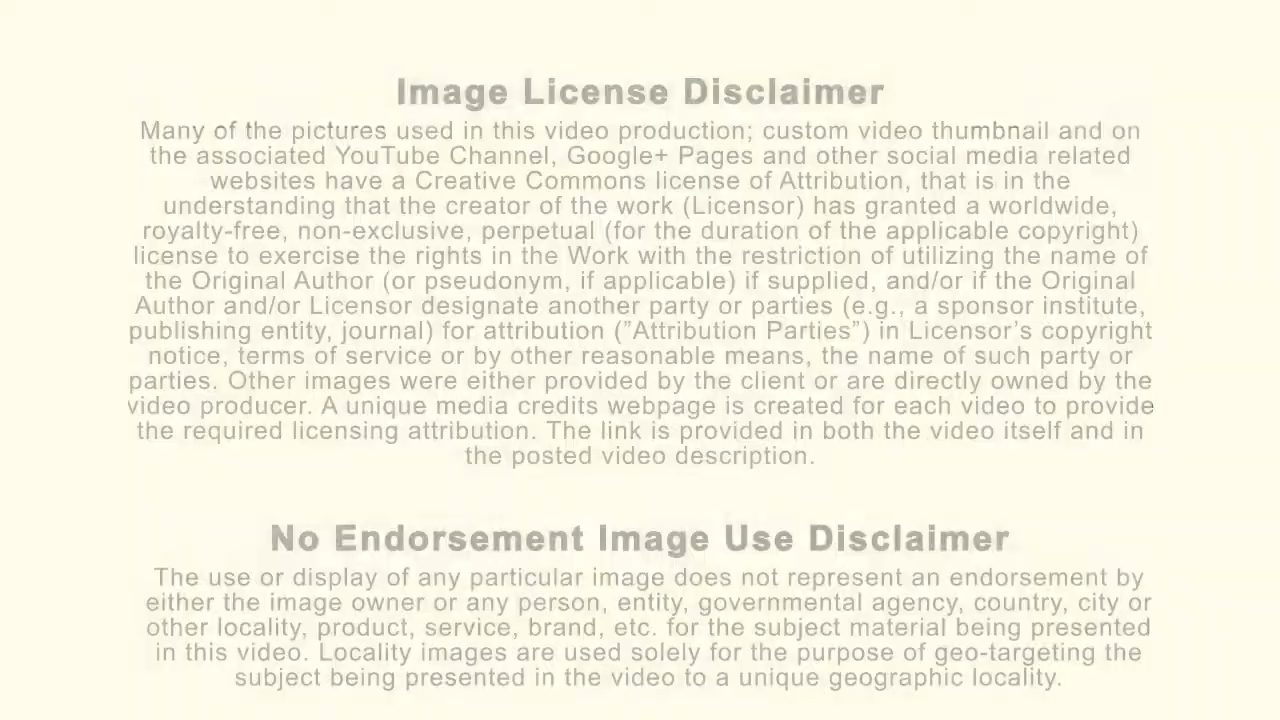 Image License Disclaimer
Many of the pictures used in this video production; custom video thumbnail and on
the associated YouTube Channel, Google+ Pages and other social media related
websites have a Creative Commons license of Attribution, that is in the
understanding that the creator of the work (Licensor) has granted a worldwide,
royalty-free, non-exclusive, perpetual (for the duration of the applicable copyright)
license to exercise the rights in the Work with the restriction of utilizing the name of
the Original Author (or pseudonym, if applicable) if supplied, and/or if the Original
Author and/or Licensor designate another party or parties (e.g., a sponsor institute,
publishing entity, journal) for attribution (”Attribution Parties”) in Licensor’s copyright
notice, terms of service or by other reasonable means, the name of such party or
parties. Other images were either provided by the client or are directly owned by the
video producer. A unique media credits webpage is created for each video to provide
the required licensing attribution. The link is provided in both the video itself and in
the posted video description.
No Endorsement Image Use Disclaimer
The use or display of any particular image does not represent an endorsement by
either the image owner or any person, entity, governmental agency, country, city or
other locality, product, service, brand, etc. for the subject material being presented
in this video. Locality images are used solely for the purpose of geo-targeting the
subject being presented in the video to a unique geographic locality.